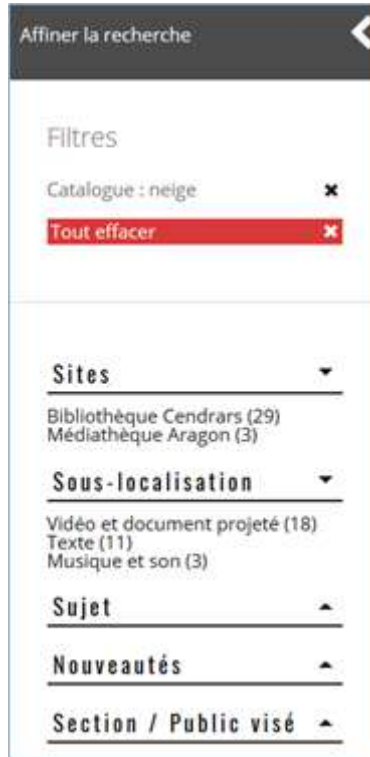 Affiner la recherche
Filtres
Catalogue : neige
Tout effacer
Sites
Bibliothèque Cendrars (29)
Médiathèque Aragon (3)
Sous-localisation
Vidéo et document projeté (18)
Texte (11)
Musique et son (3)
Sujet
Nouveautés
Section / Public visé